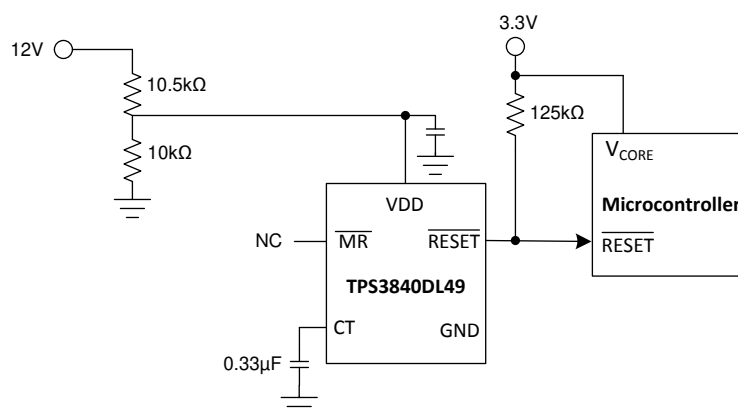 3.3V
12V
10.5kΩ
125kΩ
10kΩ
VCORE
VDD
Microcontroller
NC
MR
RESET
RESET
TPS3840DL49
CT
GND
0.33µF